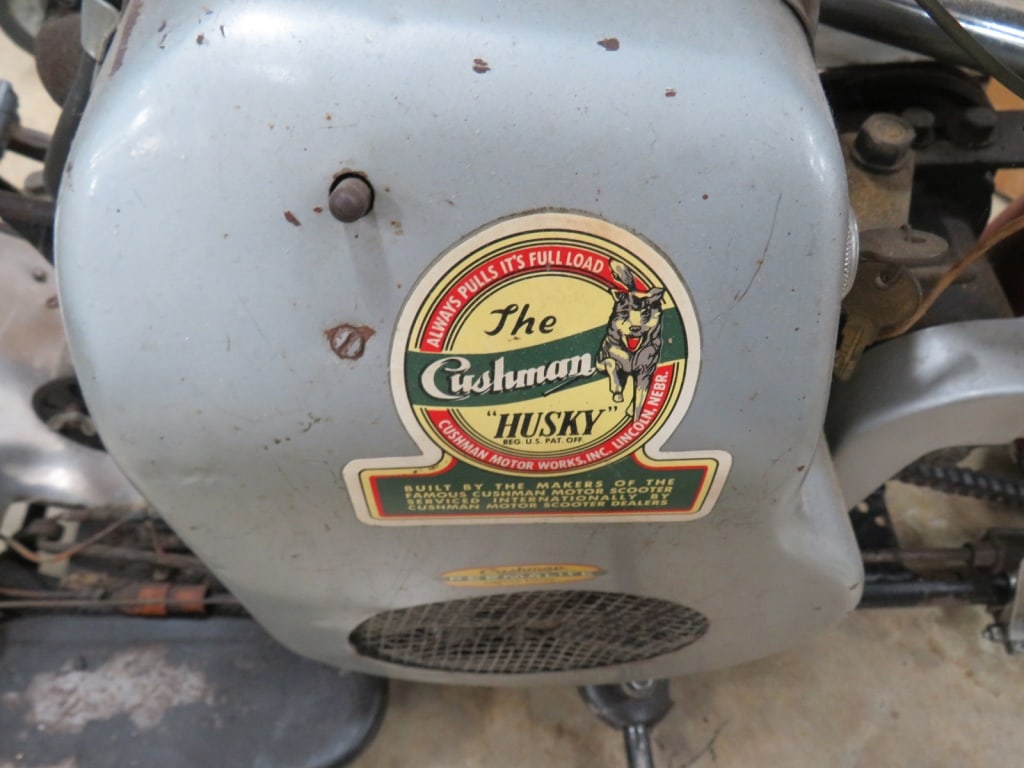 ALWAYS PULLS IT'S FULL LOAD
The
Cushman
"HUSKY"
REG. U.S. PAT. OFF.
CUSHMAN MOTOR WORKS, INC. LINCOLN, NEBR.
BUILT BY THE MAKERS OF THE
FAMOUS CUSHMAN MOTOR SCOOTER
SERVICED INTERNATIONALLY BY
CUSHMAN MOTOR SCOOTER DEALERS
Cushman